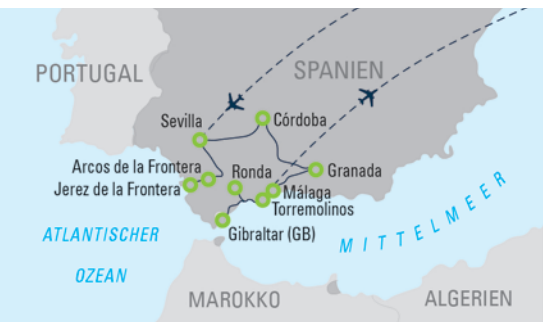 PORTUGAL
SPANIEN
Sevilla
Córdoba
Arcos de la Frontera
Ronda
Granada
Jerez de la Frontera
Málaga
Torremolinos
Gibraltar (GB)
ATLANTISCHER
OZEAN
MITTELMEER
MAROKKO
ALGERIEN